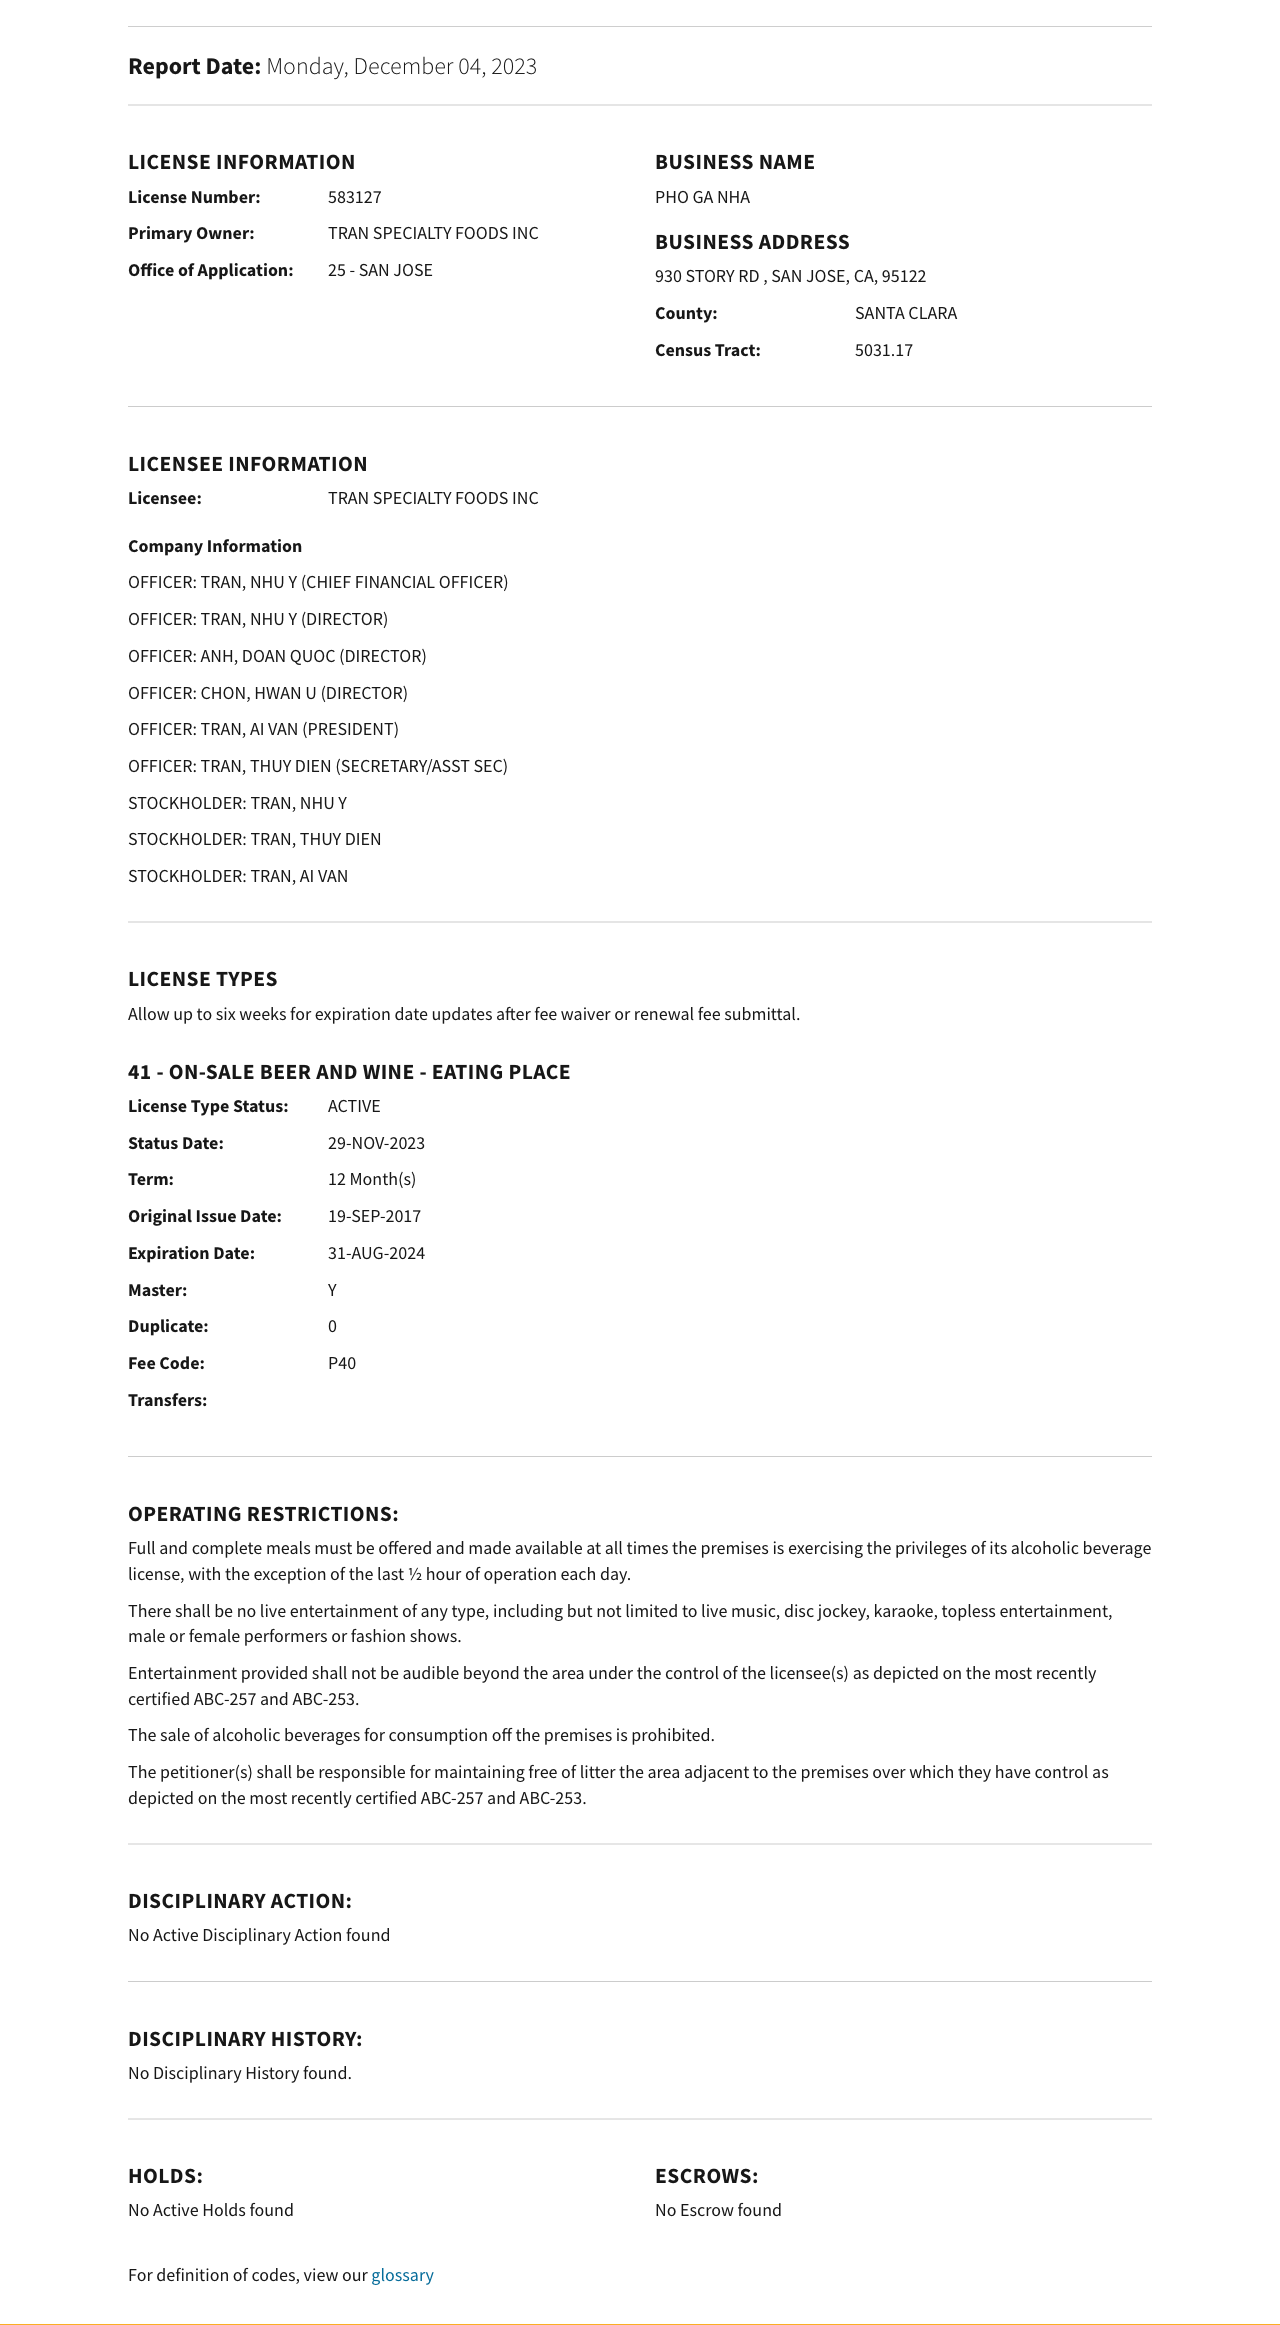 Report Date: Monday, December 04, 2023
LICENSE INFORMATION
License Number: 583127
Primary Owner: TRAN SPECIALTY FOODS INC
Office of Application: 25 - SAN JOSE
BUSINESS NAME
PHO GA NHA
BUSINESS ADDRESS
930 STORY RD , SAN JOSE, CA, 95122
County: SANTA CLARA
Census Tract: 5031.17
LICENSEE INFORMATION
Licensee: TRAN SPECIALTY FOODS INC
Company Information
OFFICER: TRAN, NHU Y (CHIEF FINANCIAL OFFICER)
OFFICER: TRAN, NHU Y (DIRECTOR)
OFFICER: ANH, DOAN QUOC (DIRECTOR)
OFFICER: CHON, HWAN U (DIRECTOR)
OFFICER: TRAN, AI VAN (PRESIDENT)
OFFICER: TRAN, THUY DIEN (SECRETARY/ASST SEC)
STOCKHOLDER: TRAN, NHU Y
STOCKHOLDER: TRAN, THUY DIEN
STOCKHOLDER: TRAN, AI VAN
LICENSE TYPES
Allow up to six weeks for expiration date updates after fee waiver or renewal fee submittal.
41 - ON-SALE BEER AND WINE - EATING PLACE
License Type Status: ACTIVE
Status Date: 29-NOV-2023
Term: 12 Month(s)
Original Issue Date: 19-SEP-2017
Expiration Date: 31-AUG-2024
Master: Y
Duplicate: 0
Fee Code: P40
Transfers:
OPERATING RESTRICTIONS:
Full and complete meals must be offered and made available at all times the premises is exercising the privileges of its alcoholic beverage
license, with the exception of the last ½ hour of operation each day.
There shall be no live entertainment of any type, including but not limited to live music, disc jockey, karaoke, topless entertainment,
male or female performers or fashion shows.
Entertainment provided shall not be audible beyond the area under the control of the licensee(s) as depicted on the most recently
certified ABC-257 and ABC-253.
The sale of alcoholic beverages for consumption off the premises is prohibited.
The petitioner(s) shall be responsible for maintaining free of litter the area adjacent to the premises over which they have control as
depicted on the most recently certified ABC-257 and ABC-253.
DISCIPLINARY ACTION:
No Active Disciplinary Action found
DISCIPLINARY HISTORY:
No Disciplinary History found.
HOLDS:
No Active Holds found
ESCROWS:
No Escrow found
For definition of codes, view our glossary